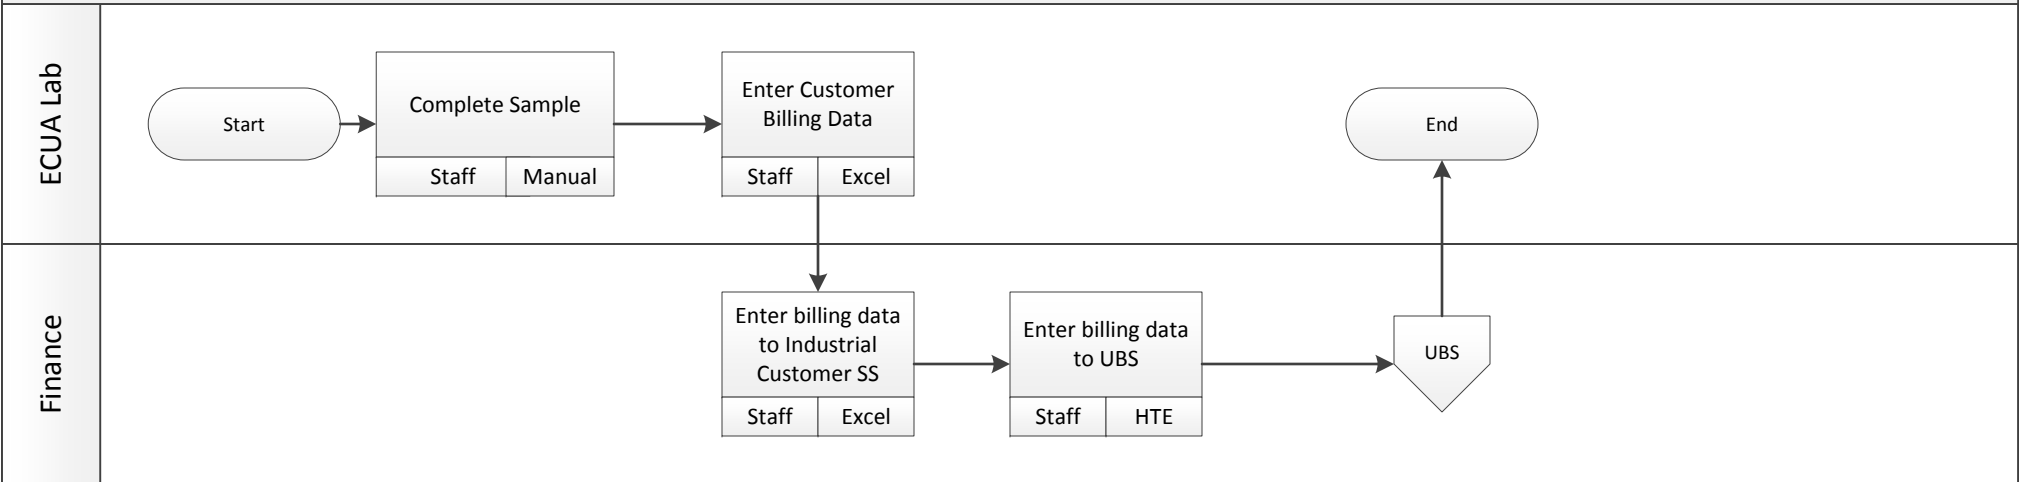 ECUA Lab
Start
Complete Sample
Staff
Manual
Enter Customer
Billing Data
Staff
Excel
End
Finance
Enter billing data
to Industrial
Customer SS
Staff
Excel
Enter billing data
to UBS
Staff
HTE
UBS